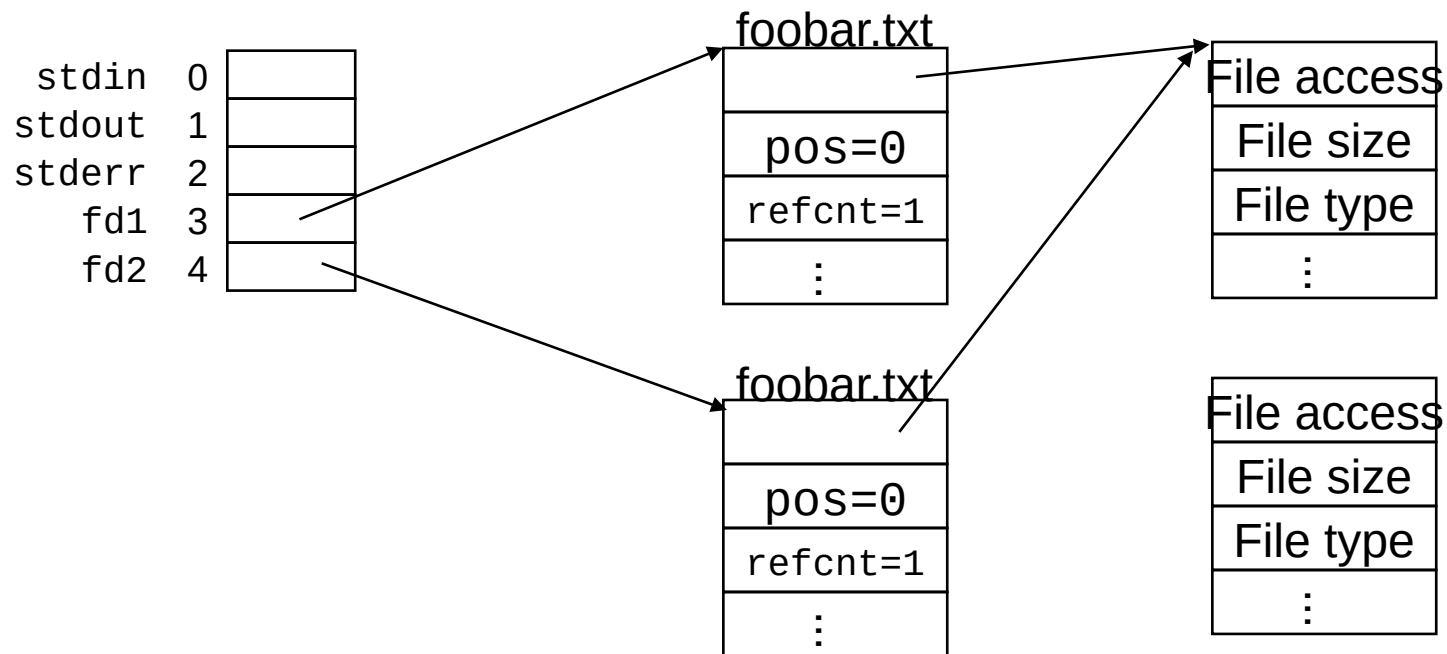 stdin 0
stdout 1
stderr 2
fd1 3
fd2 4
foobar.txt
pos=0
refcnt=1
...
foobar.txt
pos=0
refcnt=1
...
File access
File size
File type
...
File access
File size
File type
...